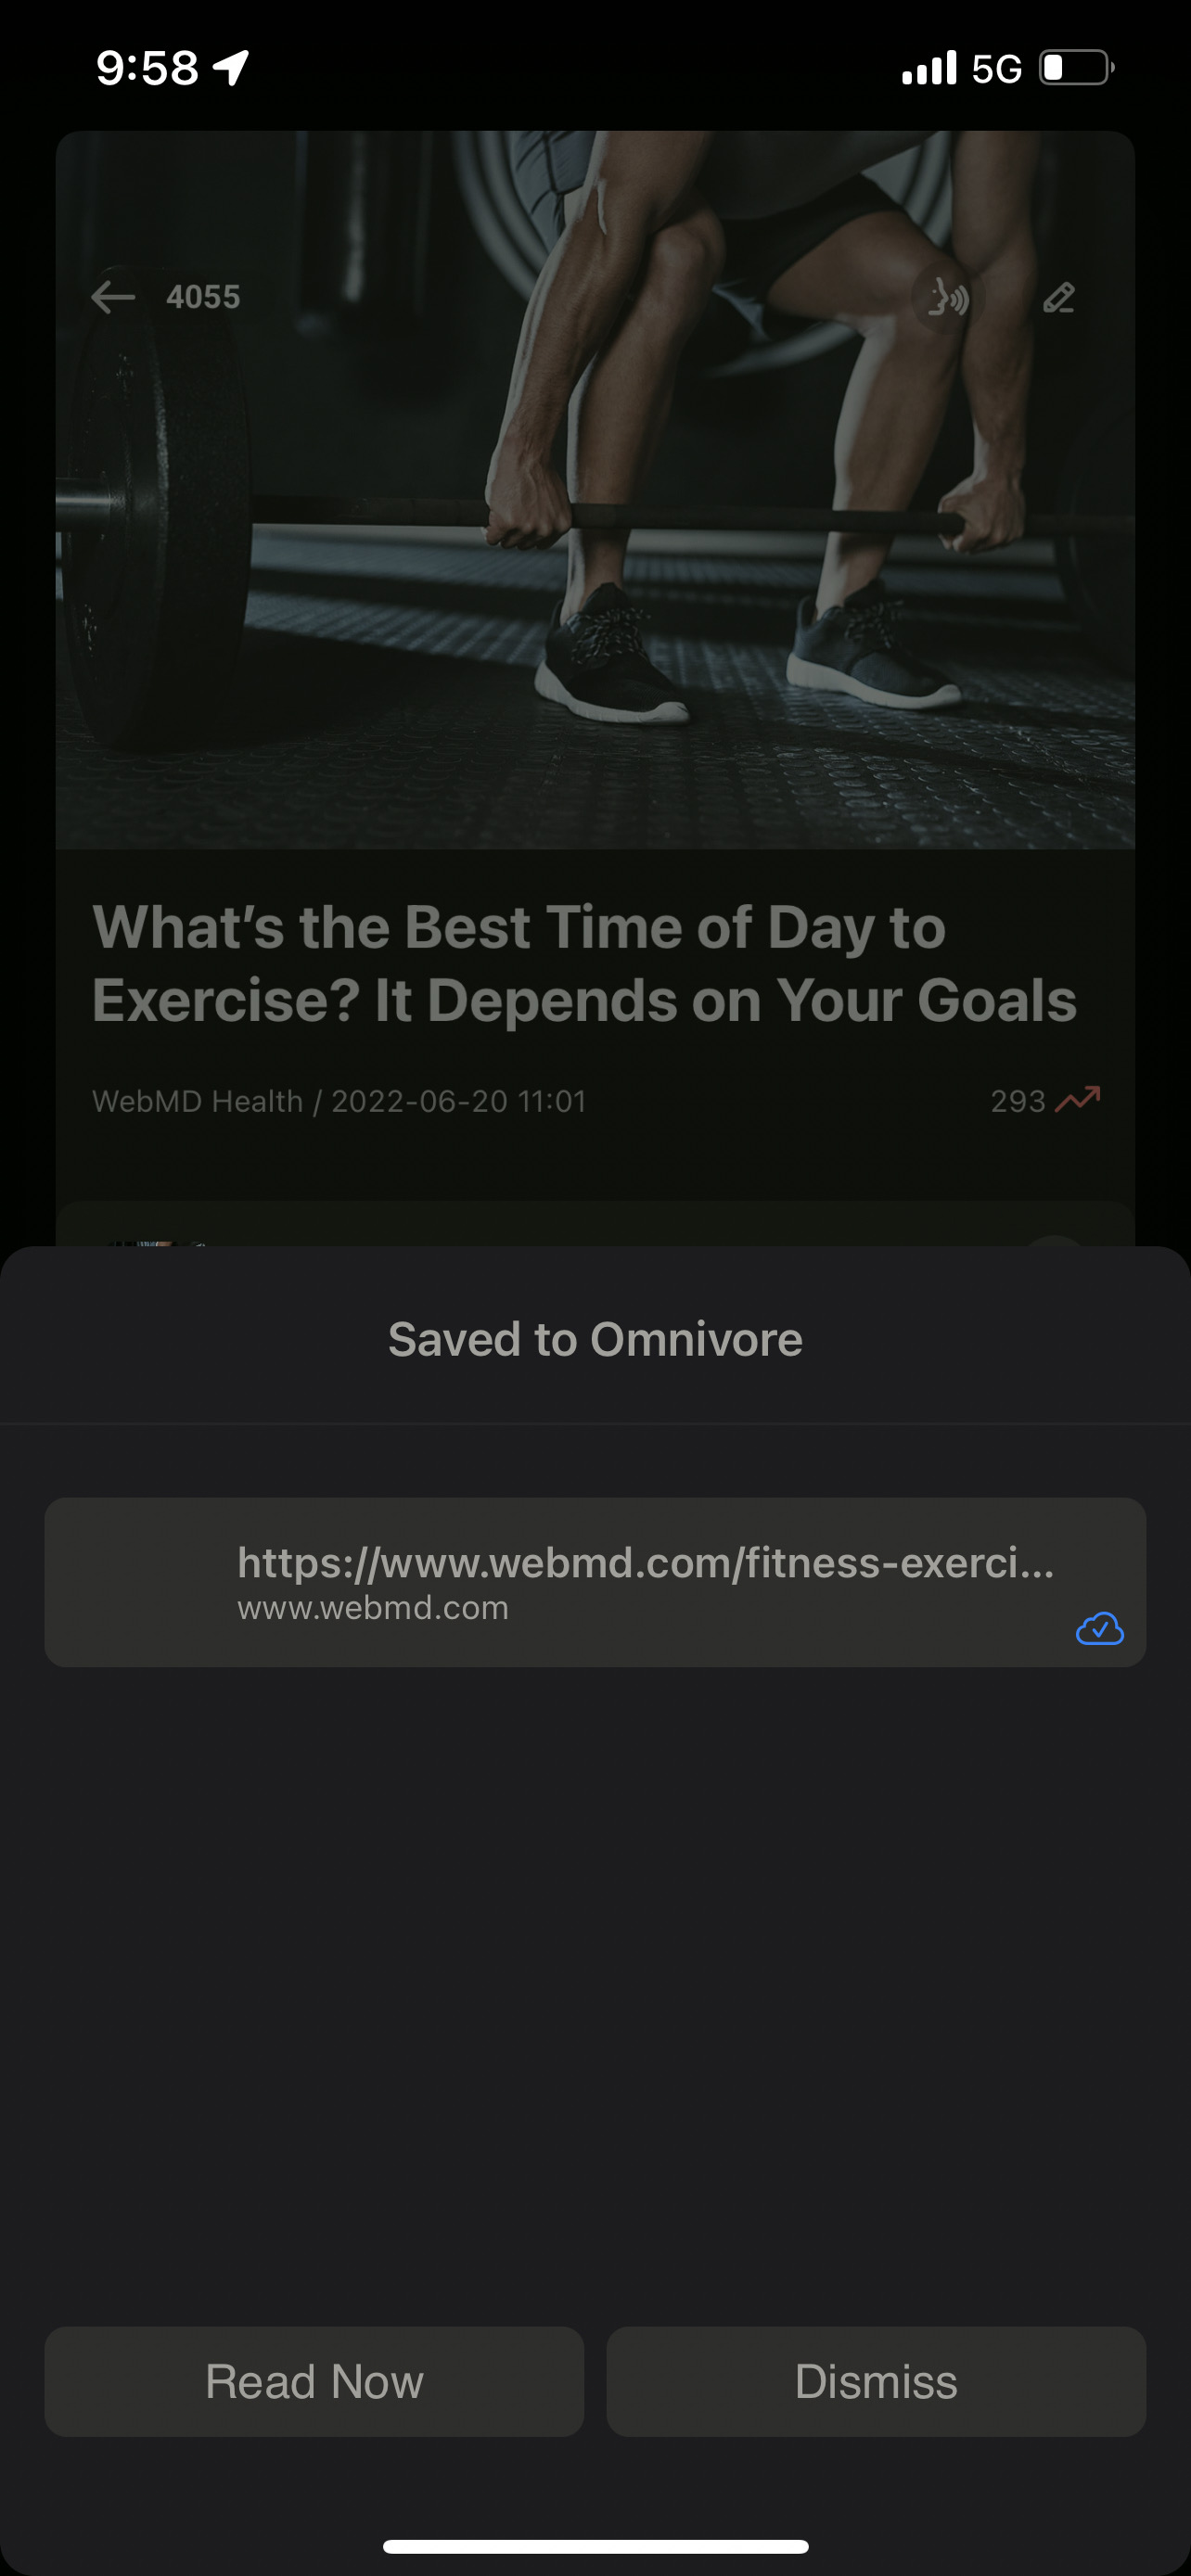 9:58
5G
4055
What’s the Best Time of Day to
Exercise? It Depends on Your Goals
WebMD Health / 2022-06-20 11:01
293
Saved to Omnivore
https://www.webmd.com/fitness-exerci...
www.webmd.com
Read Now
Dismiss